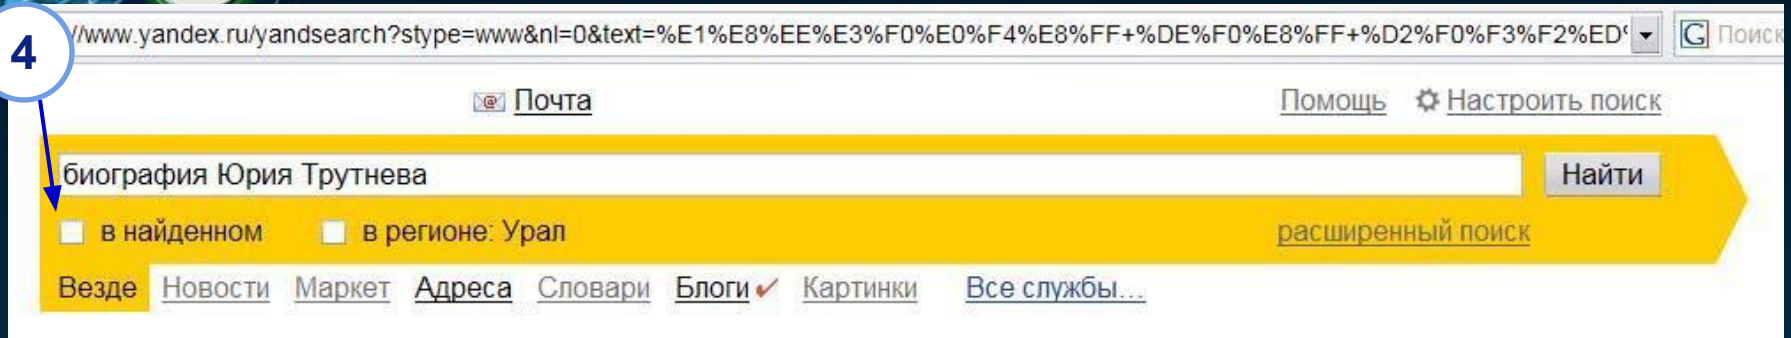 4
//www.yandex.ru/yandsearch?stype=www&nl=0&text=%E1%E8%EE%E3%F0%E0%F4%E8%FF+%DE%F0%E8%FF+%D2%F0%F3%F2%ED%
G Поиск
Почта Помощь Настроить поиск
биография Юрия Трутнева Найти
в найденном в регионе: Урал расширенный поиск
Везде Новости Маркет Адреса Словари Блоги Картинки Все службы...